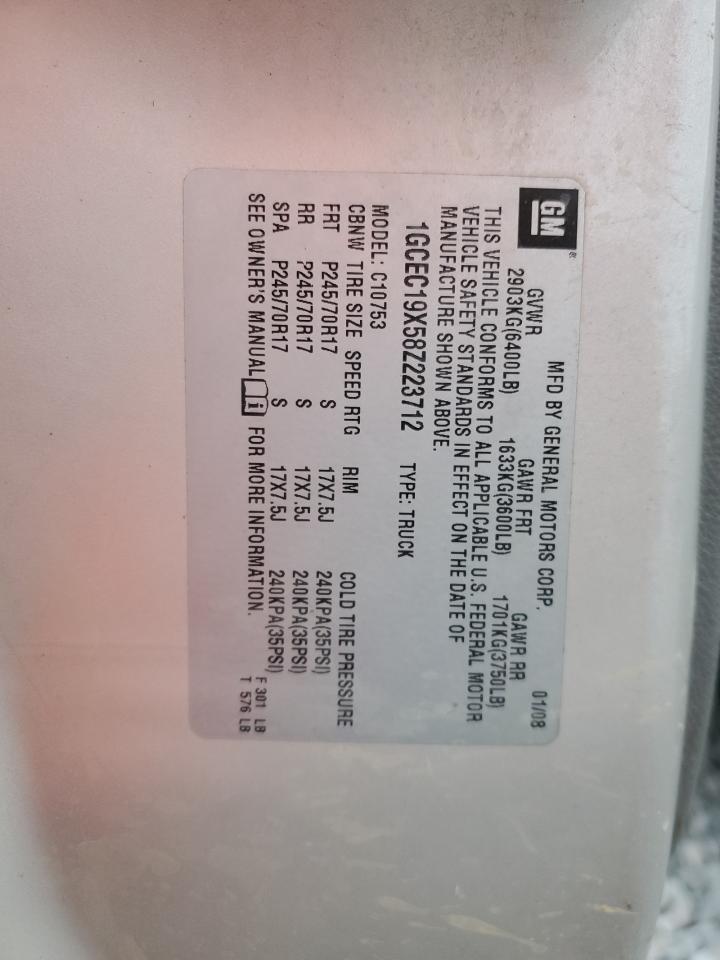 GM®
MFD BY GENERAL MOTORS CORP. 01/08
GVWR GAWR FRT GAWR RR
2903KG(6400LB) 1633KG(3600LB) 1701KG(3750LB)
THIS VEHICLE CONFORMS TO ALL APPLICABLE U.S. FEDERAL MOTOR
VEHICLE SAFETY STANDARDS IN EFFECT ON THE DATE OF
MANUFACTURE SHOWN ABOVE.
1GCEC19X58Z223712 TYPE: TRUCK
MODEL: C10753
CBNW TIRE SIZE SPEED RTG RIM COLD TIRE PRESSURE
FRT P245/70R17 S 17X7.5J 240KPA(35PSI)
RR P245/70R17 S 17X7.5J 240KPA(35PSI)
SPA P245/70R17 S 17X7.5J 240KPA(35PSI)
SEE OWNER'S MANUAL i FOR MORE INFORMATION.
F 301 LB
T 576 LB